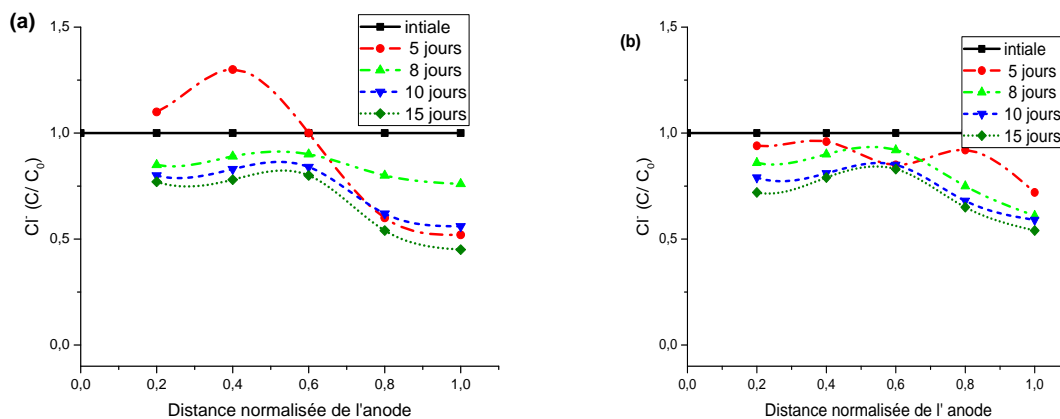 (a)
1,5
1,0
0,5
0,0
Cl⁻ (C/ C₀)
intiale
5 jours
8 jours
10 jours
15 jours
0,0 0,2 0,4 0,6 0,8 1,0
Distance normalisée de l'anode
(b)
1,5
1,0
0,5
0,0
Cl⁻ (C/ C₀)
intiale
5 jours
8 jours
10 jours
15 jours
0,0 0,2 0,4 0,6 0,8 1,0
Distance normalisée de l' anode